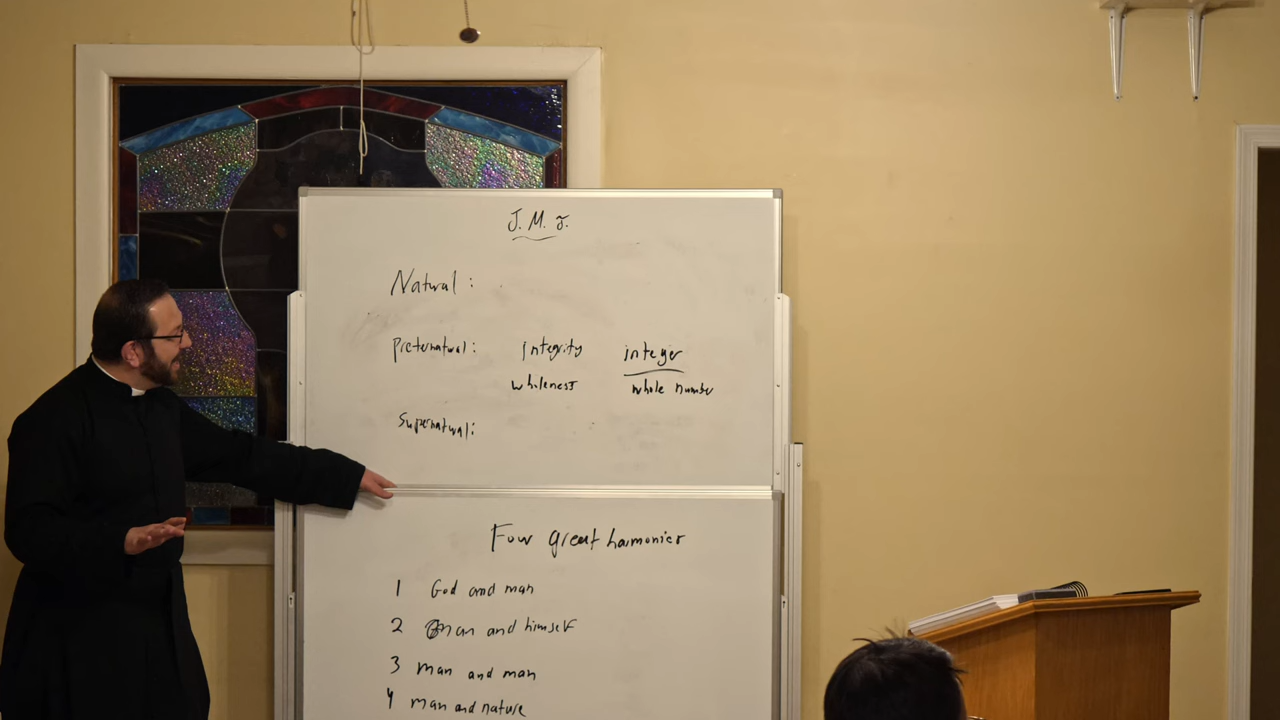 J. M. J.
Natural :
Preternatural : integrity integer
wholeness whole number
Supernatural :
Four great harmonies
1 God and man
2 Man and himself
3 man and man
4 man and nature